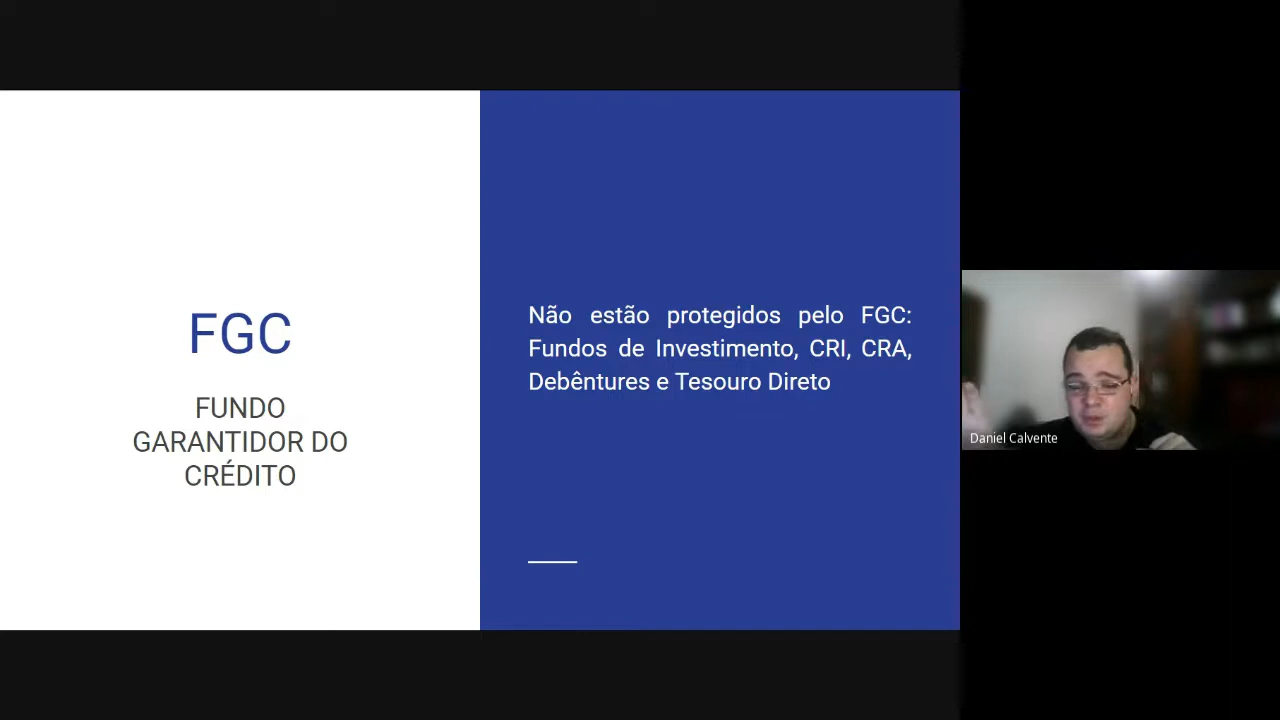 FGC
FUNDO
GARANTIDOR DO
CRÉDITO
Não estão protegidos pelo FGC:
Fundos de Investimento, CRI, CRA,
Debêntures e Tesouro Direto
Daniel Calvente